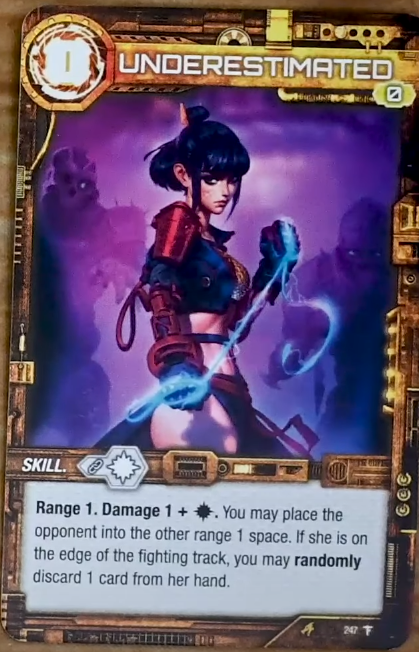 1
UNDERESTIMATED
0
SKILL.
Range 1. Damage 1 + ✹. You may place the
opponent into the other range 1 space. If she is on
the edge of the fighting track, you may randomly
discard 1 card from her hand.
247